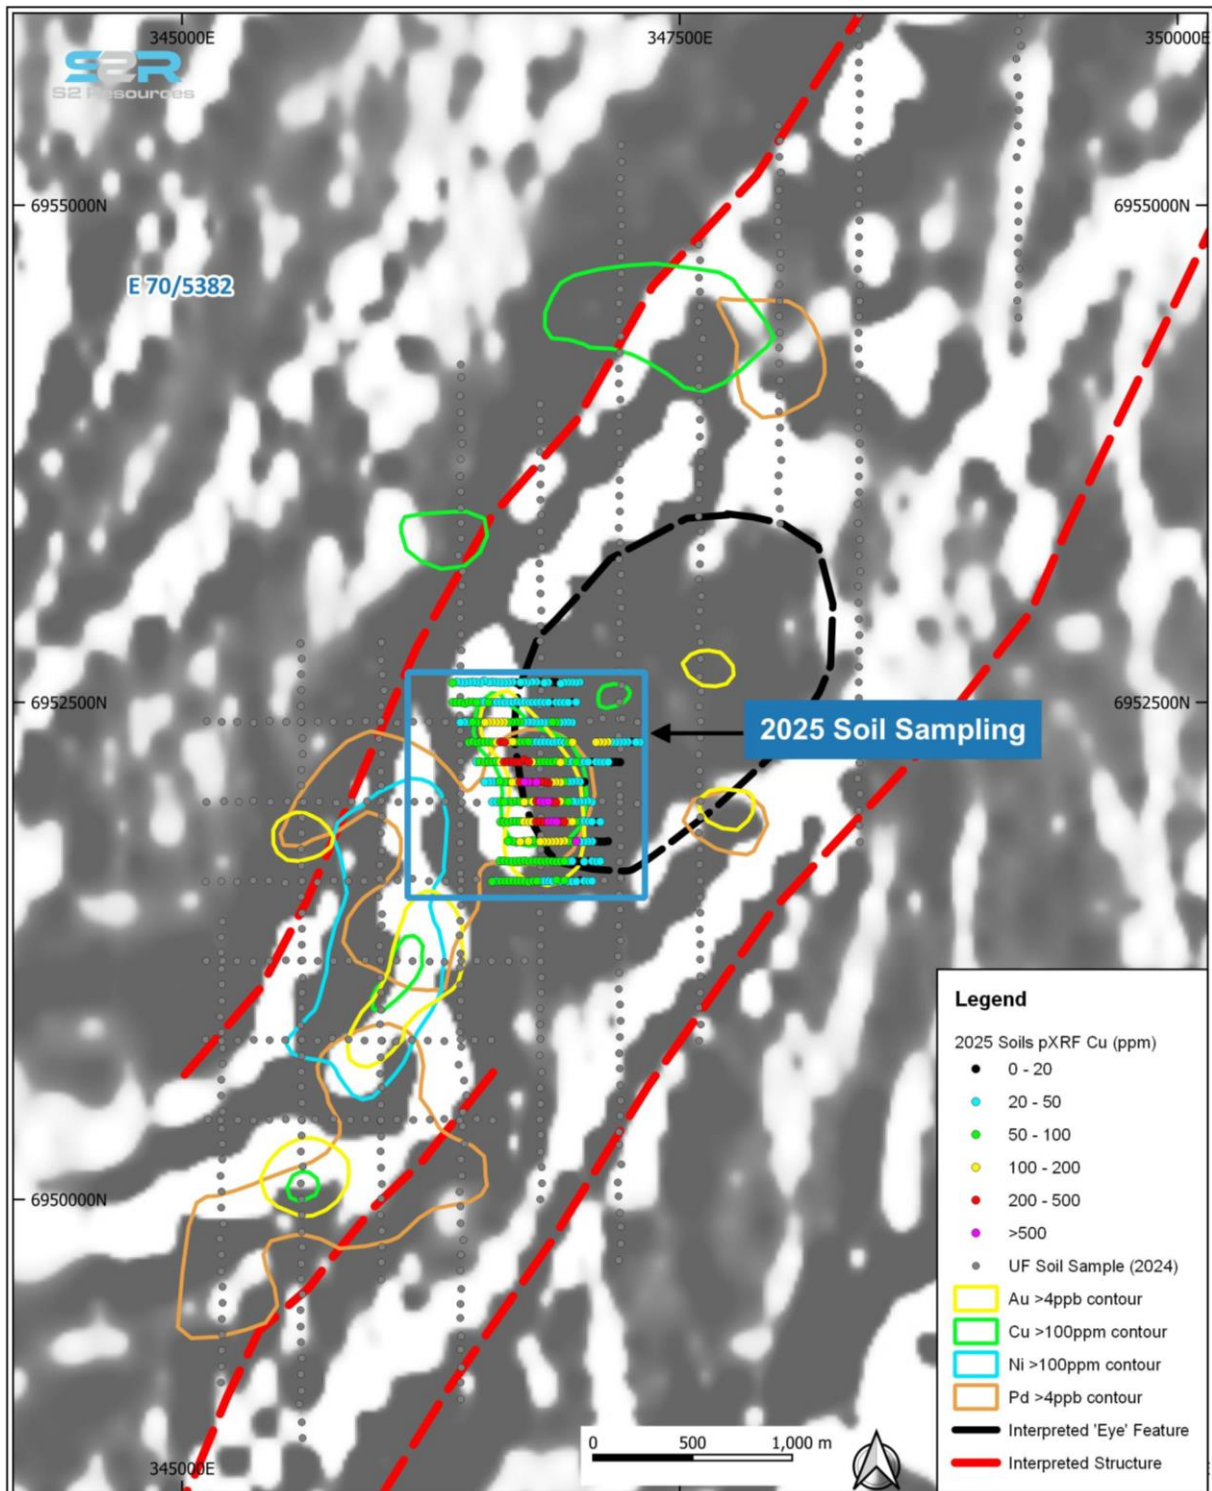 345000E
347500E
350000E
S2R
S2 Resources
6955000N
6955000N
E 70/5382
6952500N
6952500N
2025 Soil Sampling
Legend
2025 Soils pXRF Cu (ppm)
0 - 20
20 - 50
50 - 100
100 - 200
200 - 500
>500
UF Soil Sample (2024)
Au >4ppb contour
Cu >100ppm contour
Ni >100ppm contour
Pd >4ppb contour
Interpreted 'Eye' Feature
Interpreted Structure
6950000N
0 500 1,000 m
345000E